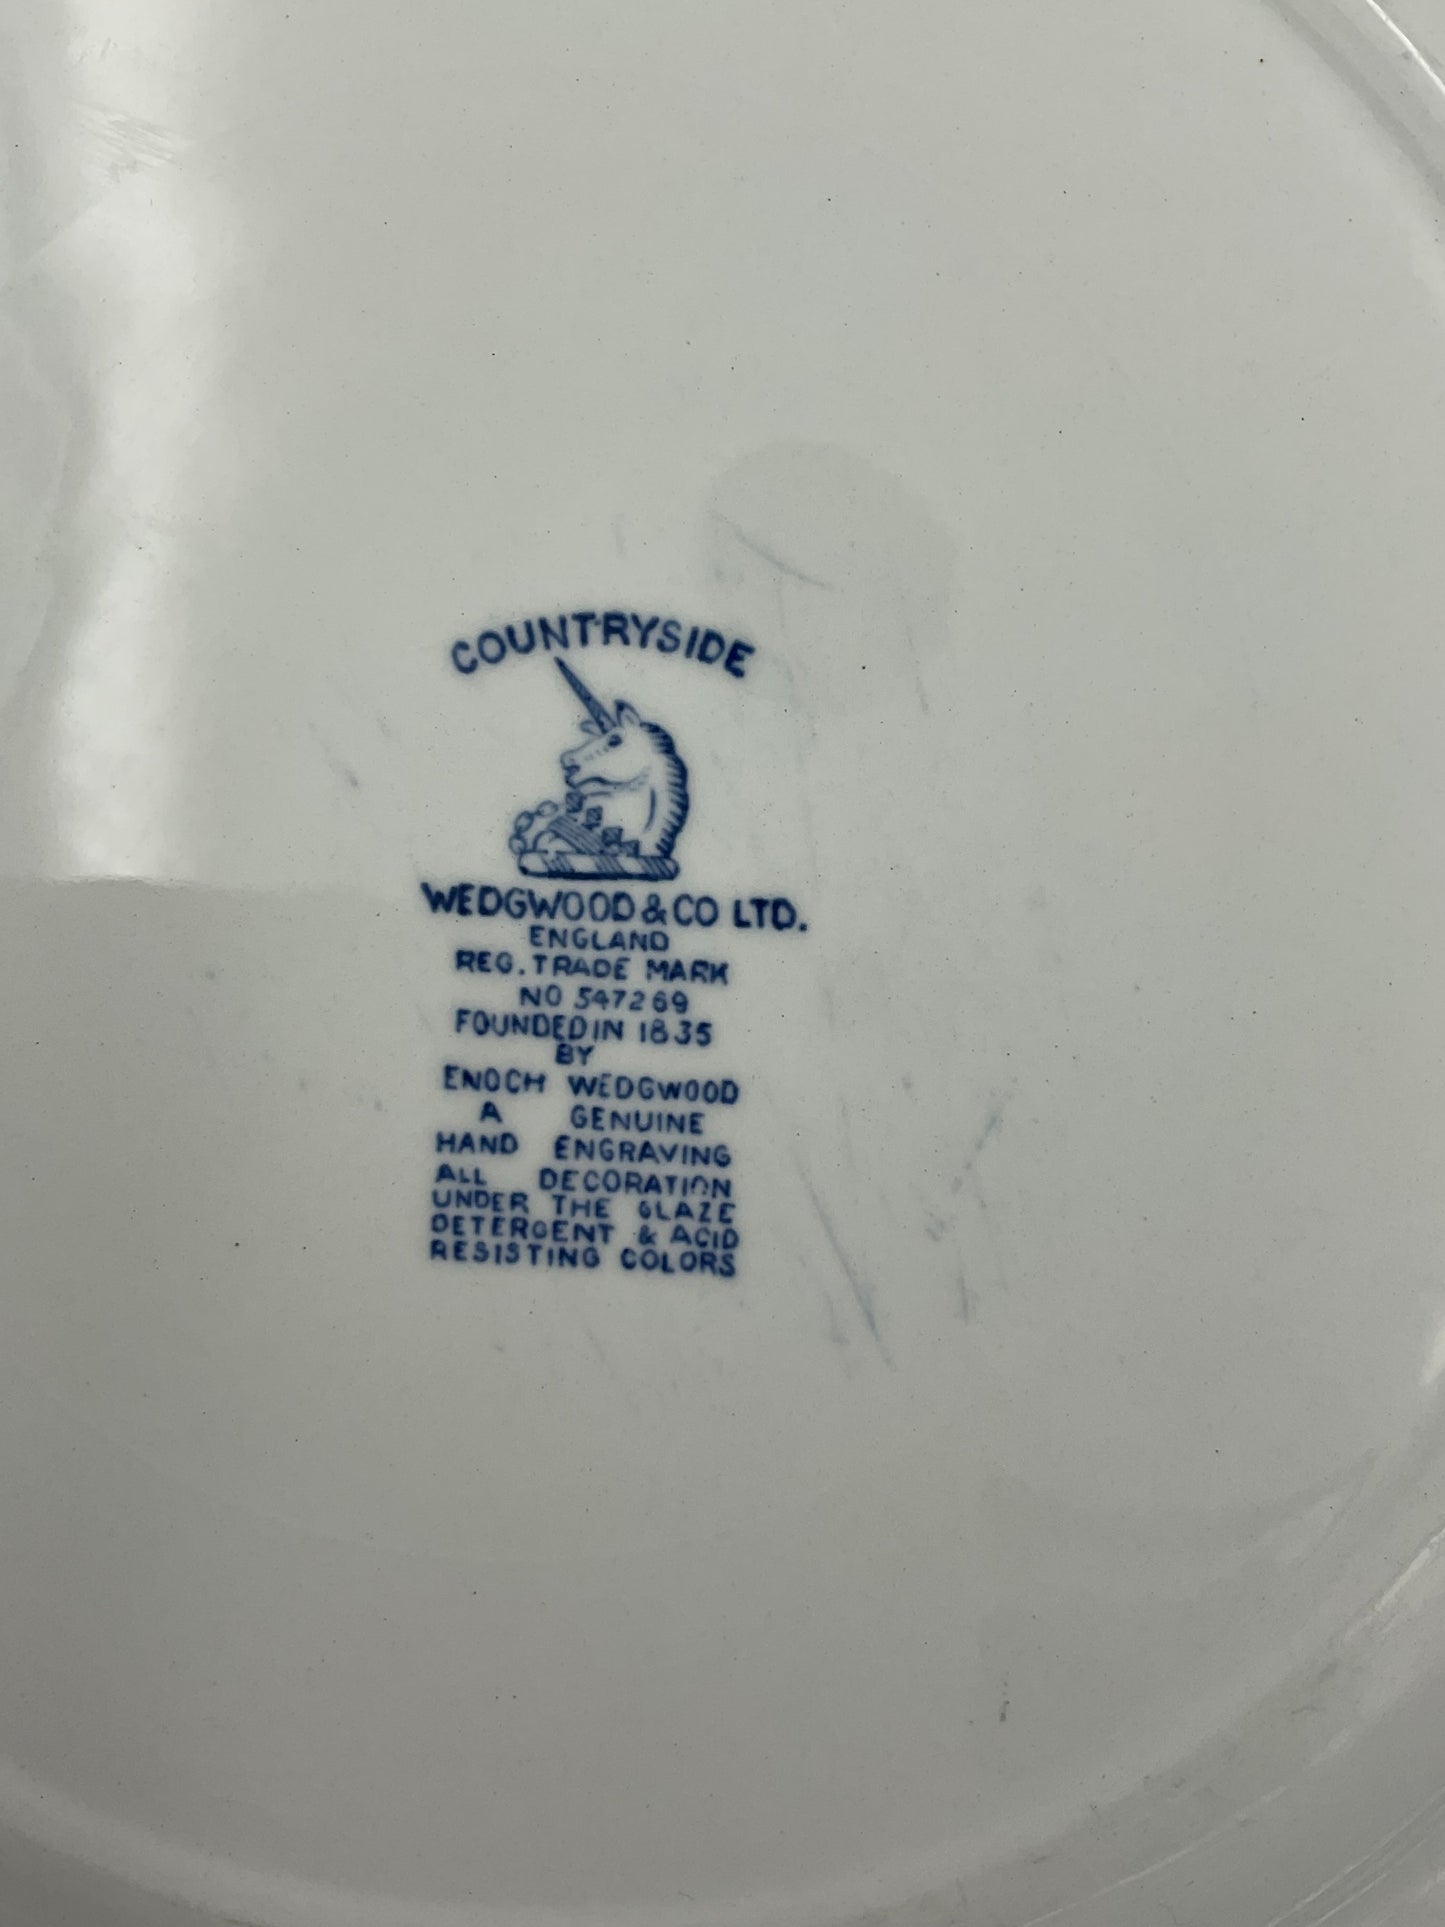 COUNTRYSIDE
WEDGWOOD & CO LTD.
ENGLAND
REG. TRADE MARK
NO 547269
FOUNDED IN 1835
BY
ENOCH WEDGWOOD
A GENUINE
HAND ENGRAVING
ALL DECORATION
UNDER THE GLAZE
DETERGENT & ACID
RESISTING COLORS